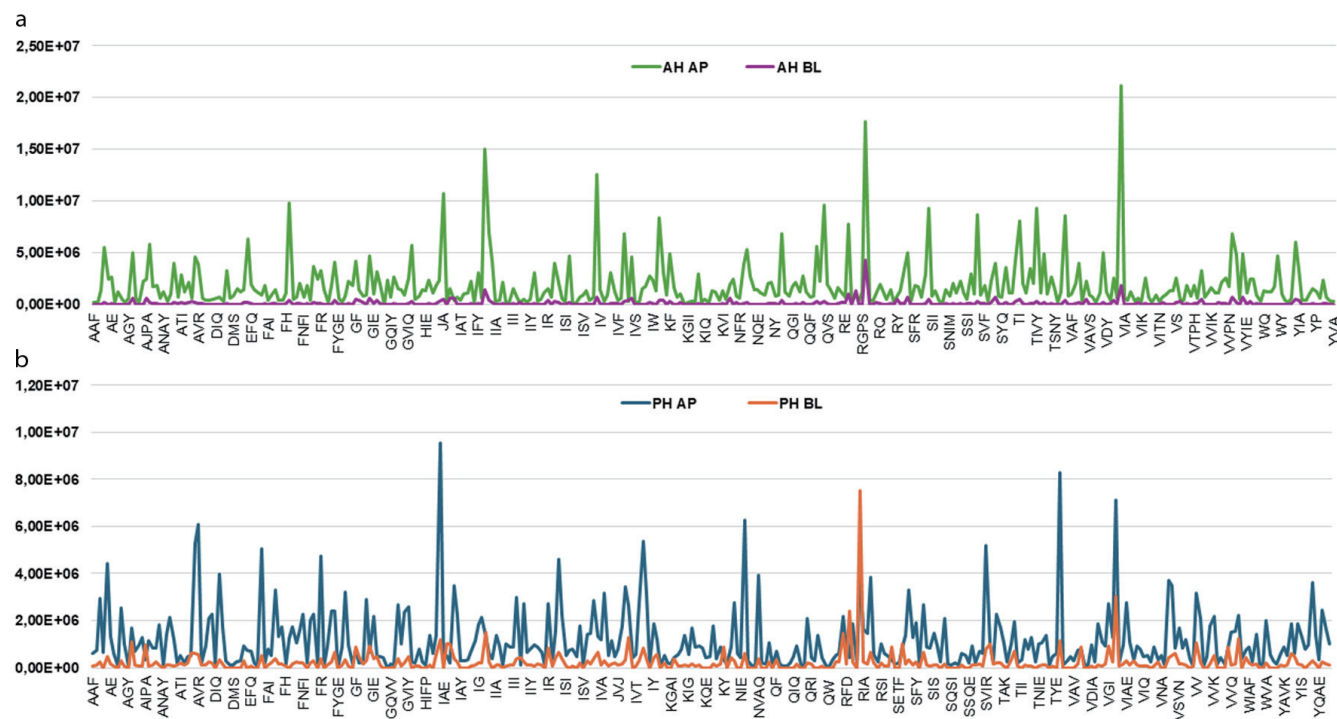 a
2,50E+07
AH AP AH BL
2,00E+07
1,50E+07
1,00E+07
5,00E+06
0,00E+00
AAF AE AGY AJPA ANAY ATI AVR DIQ DMS EFQ FAI FH FNFI FR FYGE GF GIE GQIY GVIQ HIE JA IAT IFY IIA III IIY IR ISI ISV IV IVF IVS IW KF KGII KIQ KVI NFR NQE NY QGI QQF QVS RE RGPS RQ RY SFR SII SNIM SSI SVF SYQ TI TIVY TSNY VAF VAVS VDY VIA VIK VITN VS VTPH VVIK VVPN VYIE WQ WY YIA YP YVA
b
1,20E+07
PH AP PH BL
1,00E+07
8,00E+06
6,00E+06
4,00E+06
2,00E+06
0,00E+00
AAF AE AGY AIPA ANAY ATI AVR DIQ DMS EFQ FAI FH FNFI FR FYGE GF GIE GQVV GVIY HIFP IAE IAY IG IIA III IIY IR ISI ISV IVA JVJ IVT IY KGAI KIG KQE KY NIE NVAQ QF QIQ QRI QW RFD RIA RSI SETF SFY SIS SQSI SSQE SVIR TAK TII TNIE TYE VAV VDIA VGI VIAE VIQ VNA VSVN VV VVK VVQ WIAF WVA YAVK YIS YQAE